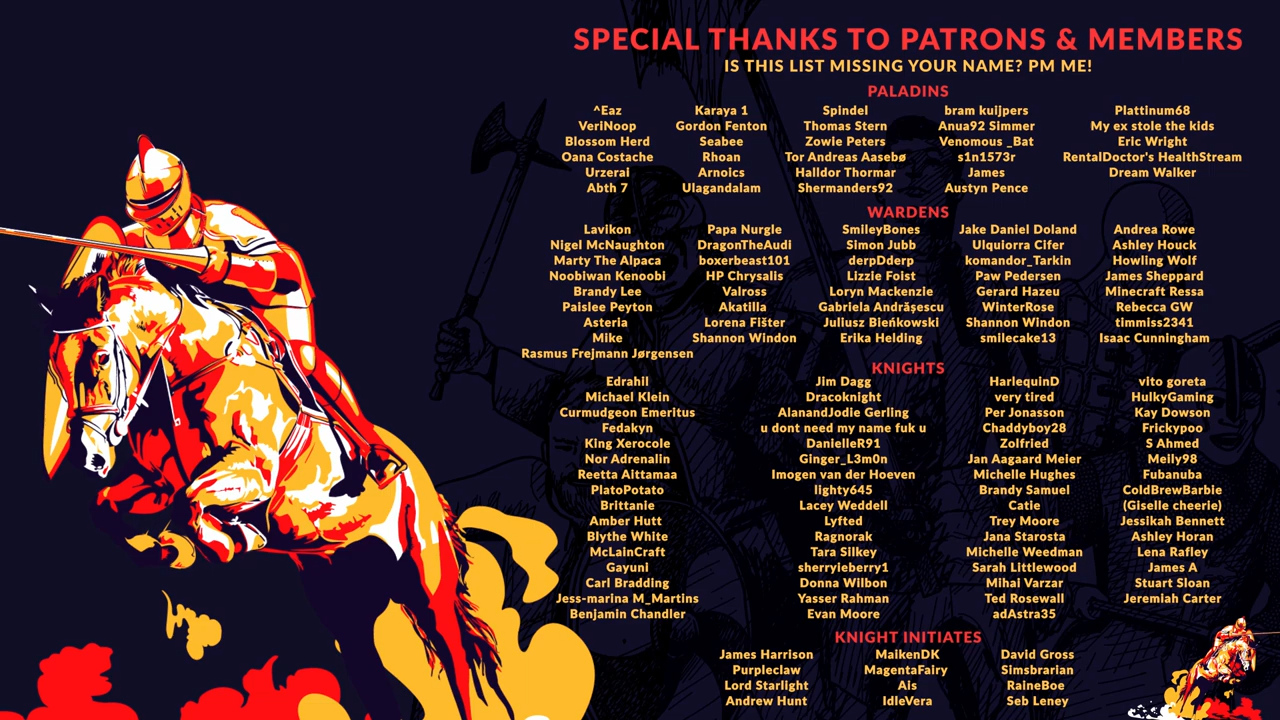 SPECIAL THANKS TO PATRONS & MEMBERS
IS THIS LIST MISSING YOUR NAME? PM ME!
PALADINS
^Eaz Karaya 1 Spindel bram kuijpers Plattinum68
VeriNoop Gordon Fenton Thomas Stern Anua92 Simmer My ex stole the kids
Blossom Herd Seabee Zowie Peters Venomous _Bat Eric Wright
Oana Costache Rhoan Tor Andreas Aasebø s1n1573r RentalDoctor's HealthStream
Urzerai Arnoics Halldor Thormar James Dream Walker
Abth 7 Ulagandalam Shermanders92 Austyn Pence
WARDENS
Lavikon Papa Nurgle SmileyBones Jake Daniel Doland Andrea Rowe
Nigel McNaughton DragonTheAudi Simon Jubb Ulquiorra Cifer Ashley Houck
Marty The Alpaca boxerbeast101 derpDderp komandor_Tarkin Howling Wolf
Noobiwan Kenoobi HP Chrysalis Lizzie Foist Paw Pedersen James Sheppard
Brandy Lee Valross Loryn Mackenzie Gerard Hazeu Minecraft Ressa
Paislee Peyton Akatilla Gabriela Andrășescu WinterRose Rebecca GW
Asteria Lorena Fišter Juliusz Bieńkowski Shannon Windon timmiss2341
Mike Shannon Windon Erika Helding smilecake13 Isaac Cunningham
Rasmus Frejmann Jørgensen
KNIGHTS
Edrahil Jim Dagg HarlequinD vito goreta
Michael Klein Dracoknight very tired HulkyGaming
Curmudgeon Emeritus AlanandJodie Gerling Per Jonasson Kay Dowson
Fedakyn u dont need my name fuk u Chaddyboy28 Frickypoo
King Xerocole DanielleR91 Zolfried S Ahmed
Nor Adrenalin Ginger_L3m0n Jan Aagaard Meier Meily98
Reetta Aittamaa Imogen van der Hoeven Michelle Hughes Fubanuba
PlatoPotato lighty645 Brandy Samuel ColdBrewBarbie
Brittanie Lacey Weddell Catie (Giselle cheerie)
Amber Hutt Lyfted Trey Moore Jessikah Bennett
Blythe White Ragnorak Jana Starosta Ashley Horan
McLainCraft Tara Silkey Michelle Weedman Lena Rafley
Gayuni sherryleberry1 Sarah Littlewood James A
Carl Bradding Donna Wilbon Mihai Varzar Stuart Sloan
Jess-marina M_Martins Yasser Rahman Ted Rosewall Jeremiah Carter
Benjamin Chandler Evan Moore adAstra35
KNIGHT INITIATES
James Harrison MaikenDK David Gross
Purpleclaw MagentaFairy Simsbrarian
Lord Starlight Ais RaineBoe
Andrew Hunt IdleVera Seb Leney